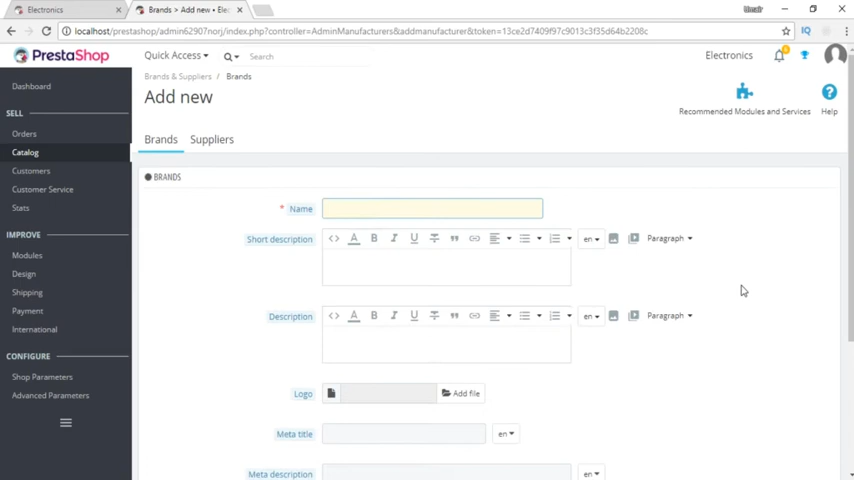 Electronics
Brands > Add new • Elec
Umair
localhost/prestashop/admin62907norj/index.php?controller=AdminManufacturers&addmanufacturer&token=13ce2d7409f97c9013c3f35d64b2208c
PrestaShop
Quick Access
Search
Electronics
Brands & Suppliers / Brands
Add new
Recommended Modules and Services
Help
Brands
Suppliers
Dashboard
SELL
Orders
Catalog
Customers
Customer Service
Stats
IMPROVE
Modules
Design
Shipping
Payment
International
CONFIGURE
Shop Parameters
Advanced Parameters
BRANDS
* Name
Short description
en
Paragraph
Description
en
Paragraph
Logo
Add file
Meta title
en
Meta description
en